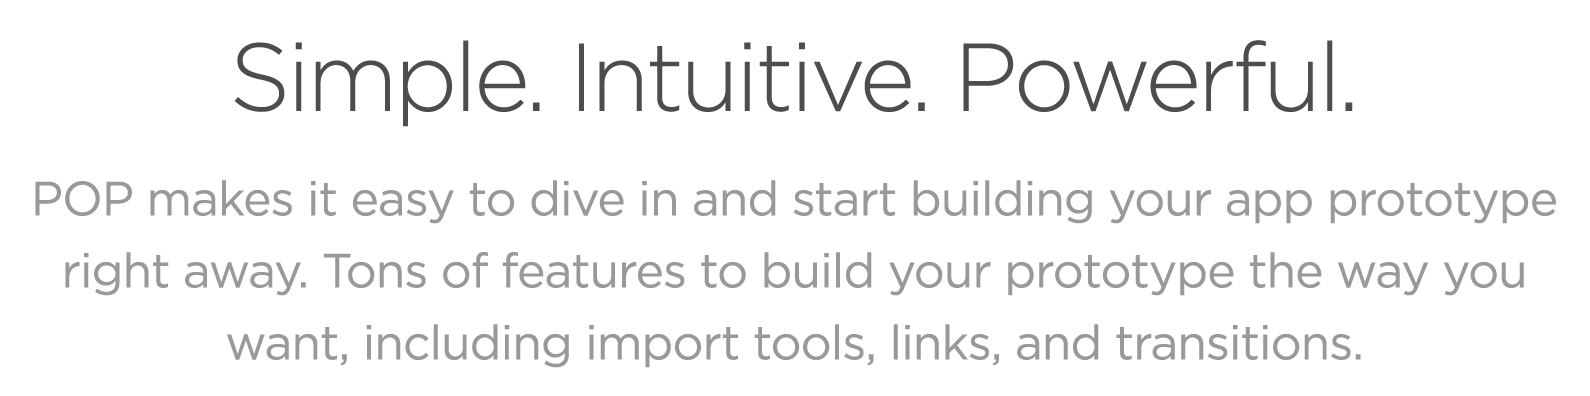 Simple. Intuitive. Powerful.
POP makes it easy to dive in and start building your app prototype
right away. Tons of features to build your prototype the way you
want, including import tools, links, and transitions.